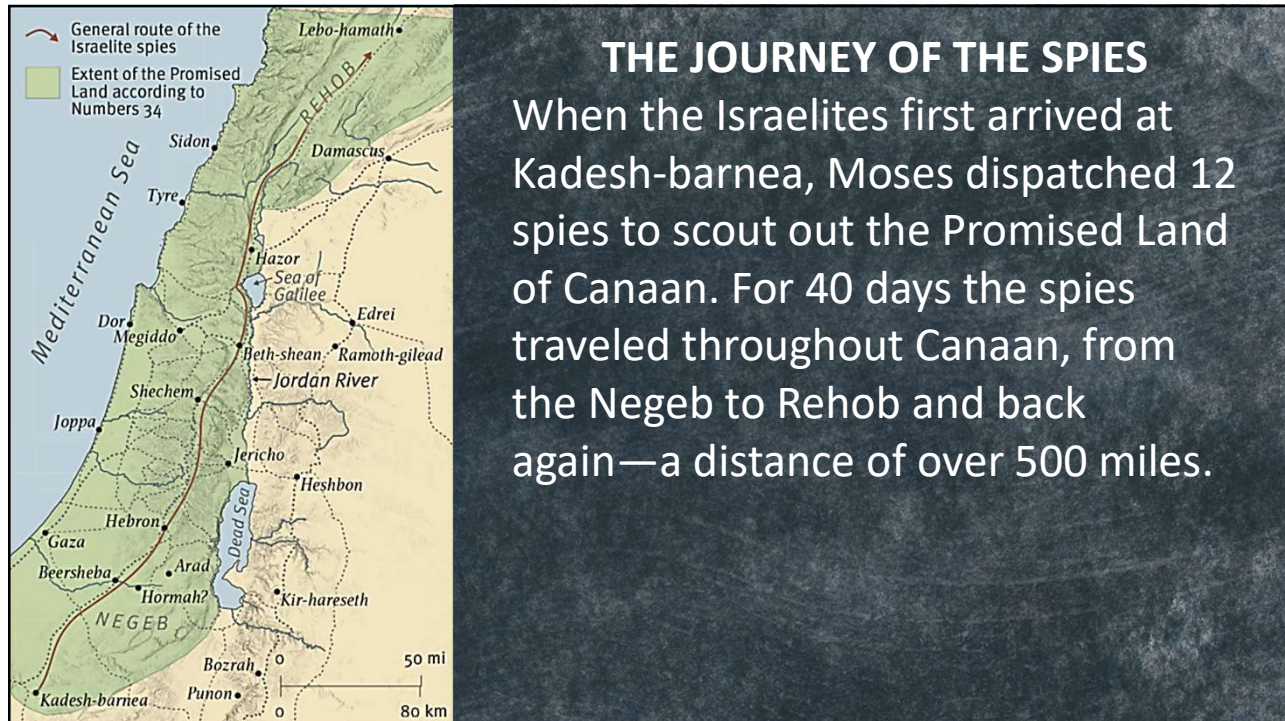 General route of the
Israelite spies
Extent of the Promised
Land according to
Numbers 34
Lebo-hamath
REHOB
Sidon
Damascus
Mediterranean Sea
Tyre
Hazor
Sea of
Galilee
Dor
Megiddo
Edrei
Beth-shean
Ramoth-gilead
Jordan River
Shechem
Joppa
Jericho
Heshbon
Hebron
Dead Sea
Gaza
Beersheba
Arad
Hormah?
Kir-hareseth
NEGEB
Bozrah
Punon
Kadesh-barnea
0 50 mi
0 80 km
THE JOURNEY OF THE SPIES
When the Israelites first arrived at
Kadesh-barnea, Moses dispatched 12
spies to scout out the Promised Land
of Canaan. For 40 days the spies
traveled throughout Canaan, from
the Negeb to Rehob and back
again—a distance of over 500 miles.